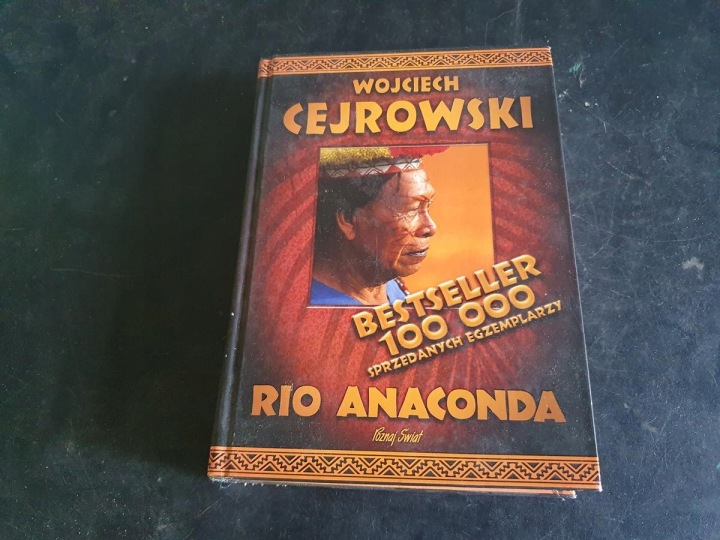 WOJCIECH
CEJROWSKI
BESTSELLER
100 000
SPRZEDANYCH EGZEMPLARZY
RIO ANACONDA
Poznaj Świat